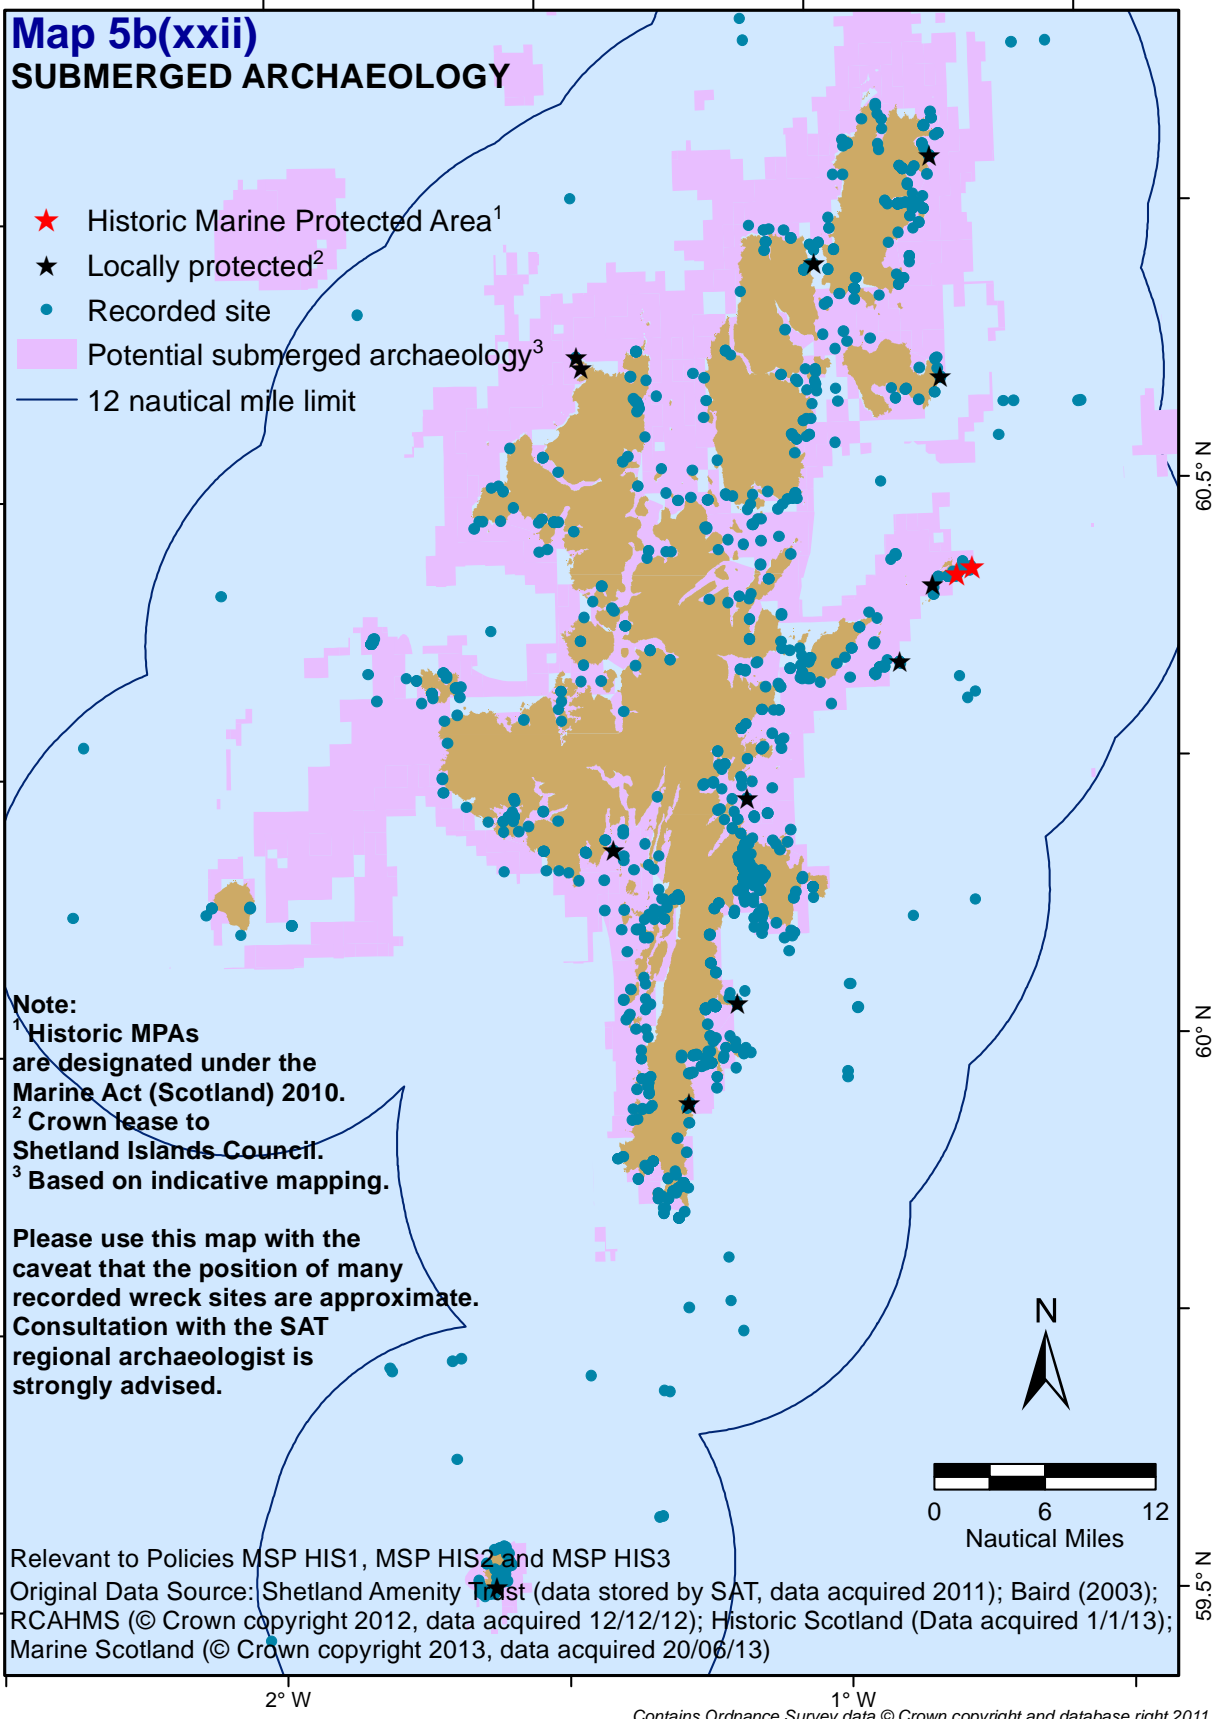 Map 5b(xxii)
SUBMERGED ARCHAEOLOGY
Historic Marine Protected Area1
Locally protected2
Recorded site
Potential submerged archaeology3
12 nautical mile limit
60.5° N
Note:
1 Historic MPAs
are designated under the
Marine Act (Scotland) 2010.
2 Crown lease to
Shetland Islands Council.
3 Based on indicative mapping.
60° N
Please use this map with the
caveat that the position of many
recorded wreck sites are approximate.
Consultation with the SAT
regional archaeologist is
strongly advised.
N
0 6 12
Nautical Miles
Relevant to Policies MSP HIS1, MSP HIS2 and MSP HIS3
Original Data Source: Shetland Amenity Trust (data stored by SAT, data acquired 2011); Baird (2003);
RCAHMS (© Crown copyright 2012, data acquired 12/12/12); Historic Scotland (Data acquired 1/1/13);
Marine Scotland (© Crown copyright 2013, data acquired 20/06/13)
59.5° N
2° W 1° W
Contains Ordnance Survey data © Crown copyright and database right 2011